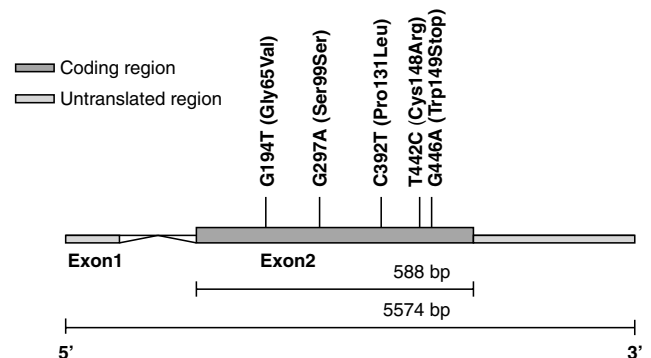 Coding region
Untranslated region
G194T (Gly65Val)
G297A (Ser99Ser)
C392T (Pro131Leu)
T442C (Cys148Arg)
G446A (Trp149Stop)
Exon1
Exon2
588 bp
5574 bp
5’
3’